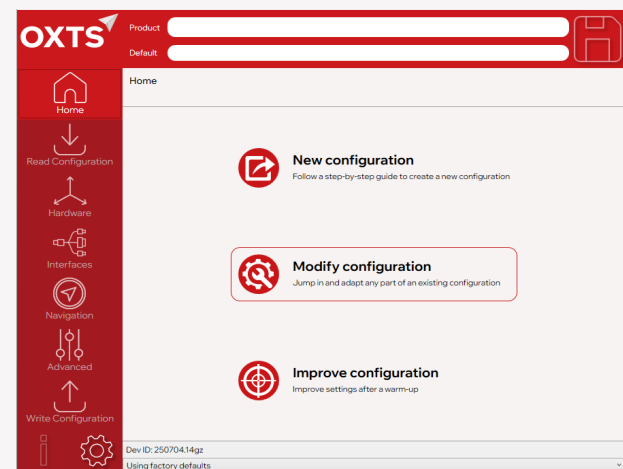 OXTS
Product
Default
Home
Home
Read Configuration
Hardware
Interfaces
Navigation
Advanced
Write Configuration
New configuration
Follow a step-by-step guide to create a new configuration
Modify configuration
Jump in and adapt any part of an existing configuration
Improve configuration
Improve settings after a warm-up
Dev ID: 250704.14gz
Using factory defaults